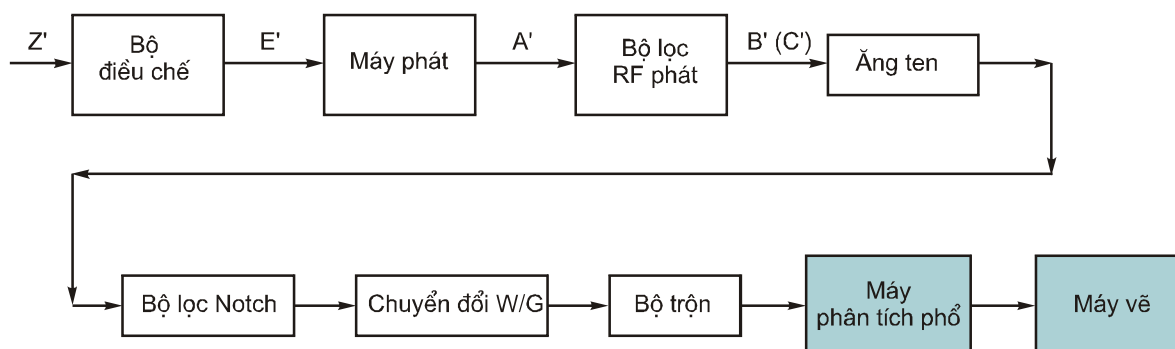 Z'
Bộ
điều chế
E'
Máy phát
A'
Bộ lọc
RF phát
B' (C')
Ăng ten
Bộ lọc Notch
Chuyển đổi W/G
Bộ trộn
Máy
phân tích phổ
Máy vẽ